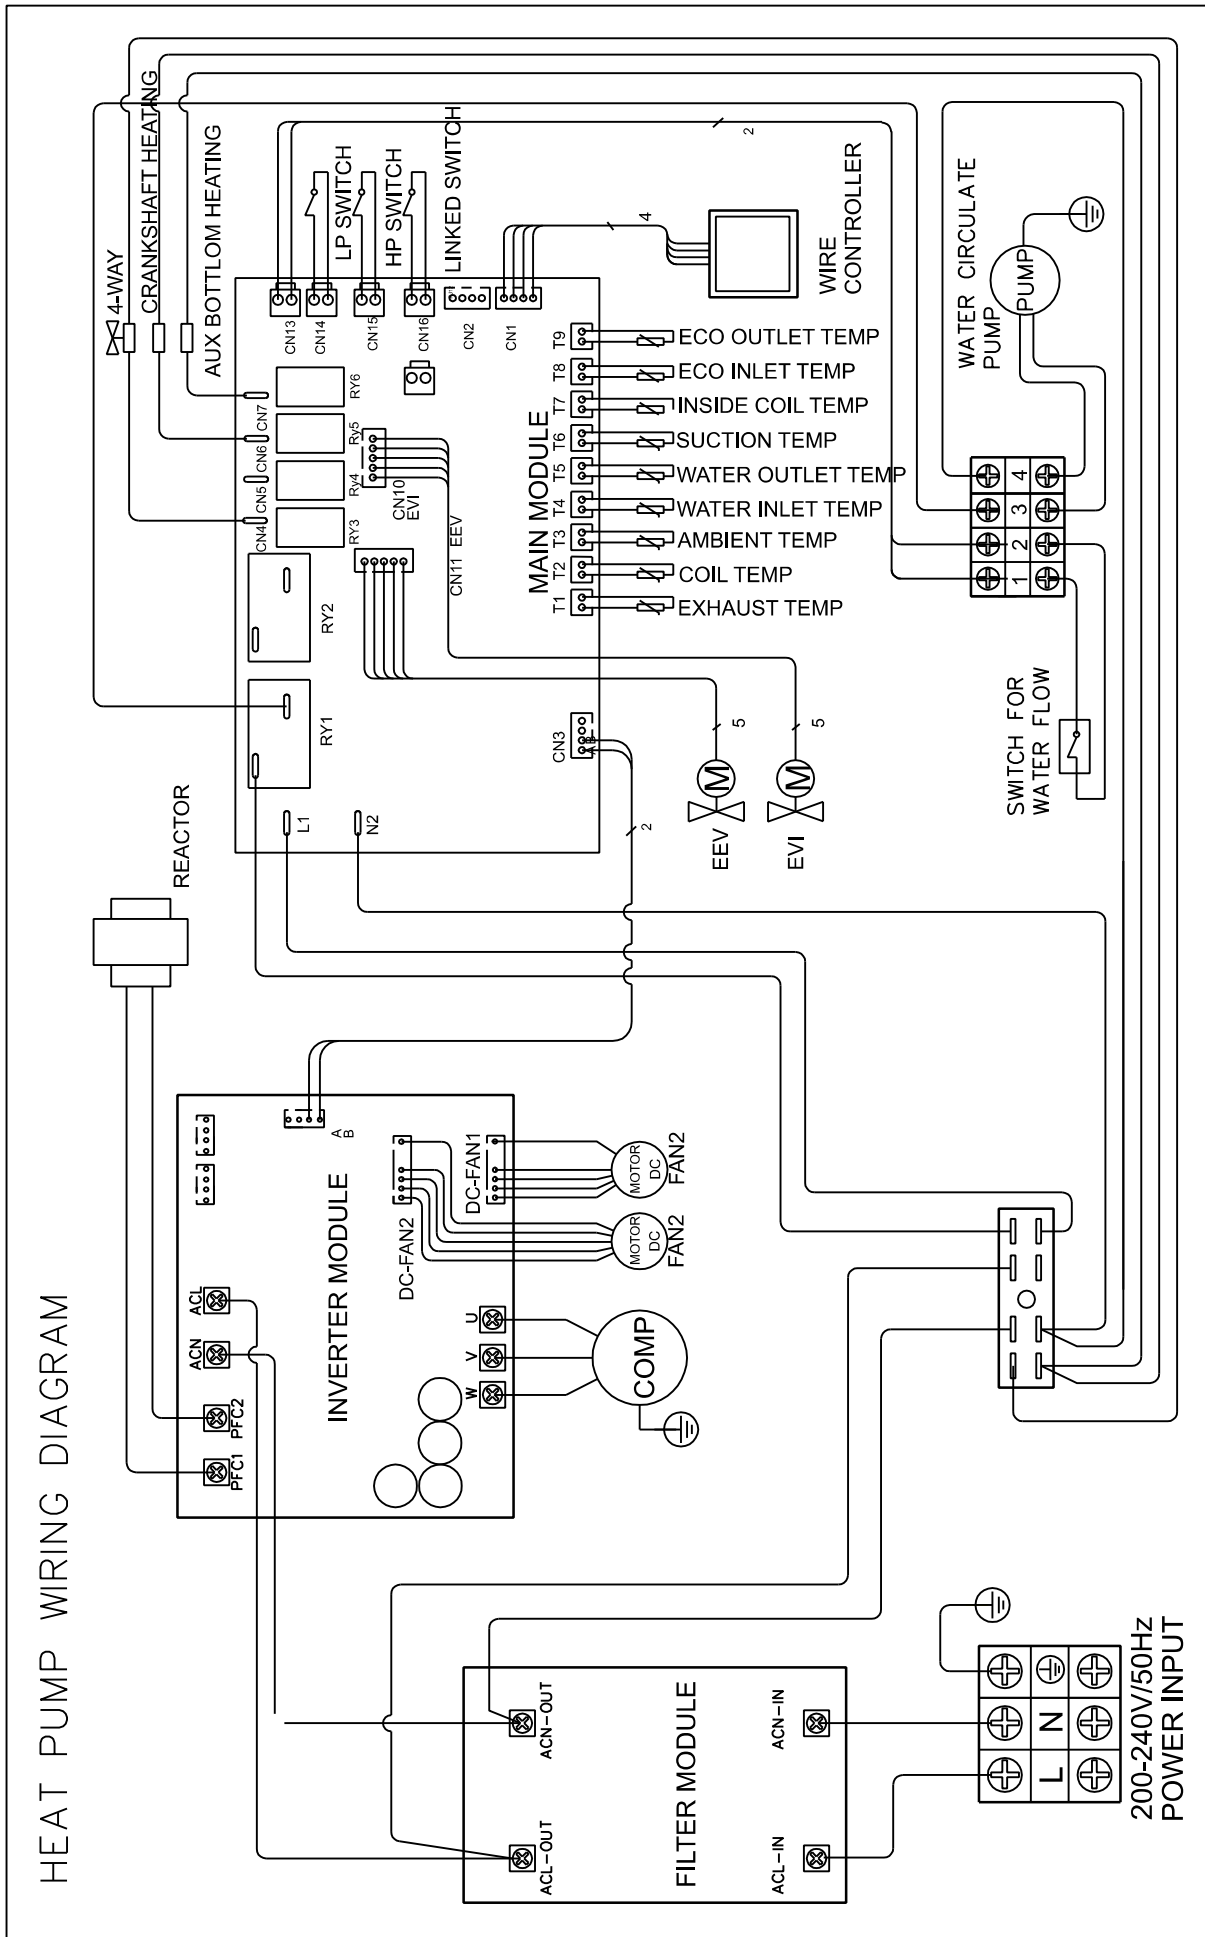 HEAT PUMP WIRING DIAGRAM
REACTOR
4-WAY
CRANKSHAFT HEATING
AUX BOTTLOM HEATING
PFC1
PFC2
ACN
ACL
INVERTER MODULE
A
B
DC-FAN2
DC-FAN1
W
V
U
COMP
MOTOR
DC
FAN2
MOTOR
DC
FAN2
L1
N2
RY1
RY2
CN4
CN5
CN6
CN7
RY3
Ry4
Ry5
RY6
CN10
EVI
CN11 EEV
CN3
A
B
2
MAIN MODULE
CN13
CN14
CN15
CN16
CN2
CN1
LP SWITCH
HP SWITCH
LINKED SWITCH
2
4
WIRE
CONTROLLER
T1
T2
T3
T4
T5
T6
T7
T8
T9
ECO OUTLET TEMP
ECO INLET TEMP
INSIDE COIL TEMP
SUCTION TEMP
WATER OUTLET TEMP
WATER INLET TEMP
AMBIENT TEMP
COIL TEMP
EXHAUST TEMP
5
5
M
M
EEV
EVI
WATER CIRCULATE
PUMP
PUMP
1
2
3
4
SWITCH FOR
WATER FLOW
ACL-OUT
ACN-OUT
FILTER MODULE
ACL-IN
ACN-IN
L
N
200-240V/50Hz
POWER INPUT